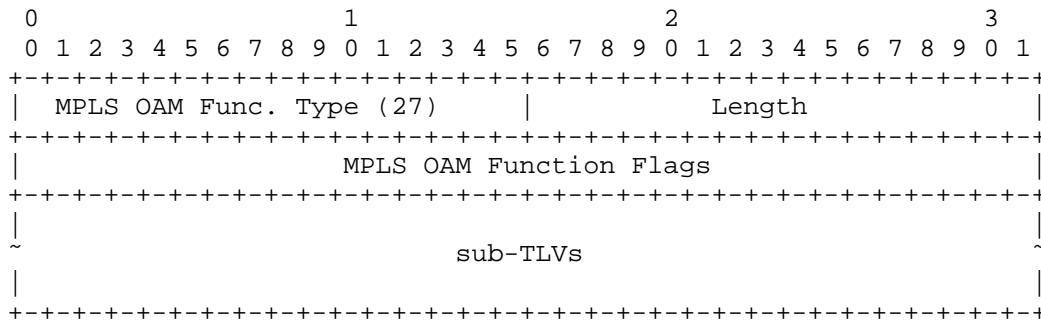 0                   1                   2                   3
 0 1 2 3 4 5 6 7 8 9 0 1 2 3 4 5 6 7 8 9 0 1 2 3 4 5 6 7 8 9 0 1
+-+-+-+-+-+-+-+-+-+-+-+-+-+-+-+-+-+-+-+-+-+-+-+-+-+-+-+-+-+-+-+-+
|  MPLS OAM Func. Type (27)     |           Length              |
+-+-+-+-+-+-+-+-+-+-+-+-+-+-+-+-+-+-+-+-+-+-+-+-+-+-+-+-+-+-+-+-+
|                    MPLS OAM Function Flags                    |
+-+-+-+-+-+-+-+-+-+-+-+-+-+-+-+-+-+-+-+-+-+-+-+-+-+-+-+-+-+-+-+-+
|                                                               |
~                           sub-TLVs                            ~
|                                                               |
+-+-+-+-+-+-+-+-+-+-+-+-+-+-+-+-+-+-+-+-+-+-+-+-+-+-+-+-+-+-+-+-+